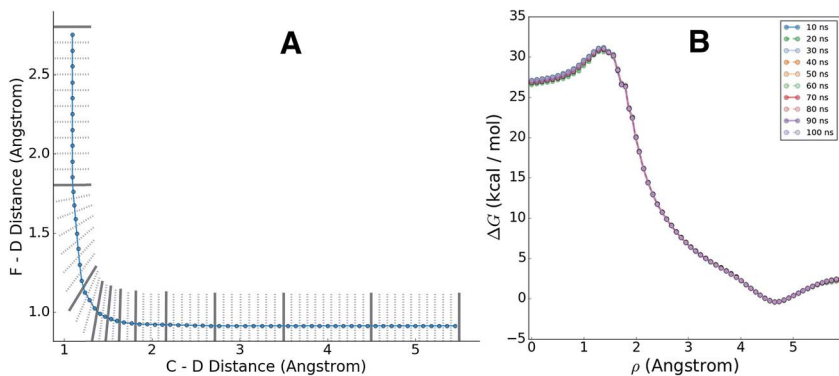 A
2.5
2.0
1.5
1.0
F - D Distance (Angstrom)
1
2
3
4
5
C - D Distance (Angstrom)
B
35
30
25
20
15
10
5
0
−5
ΔG (kcal / mol)
0
1
2
3
4
5
ρ (Angstrom)
10 ns
20 ns
30 ns
40 ns
50 ns
60 ns
70 ns
80 ns
90 ns
100 ns